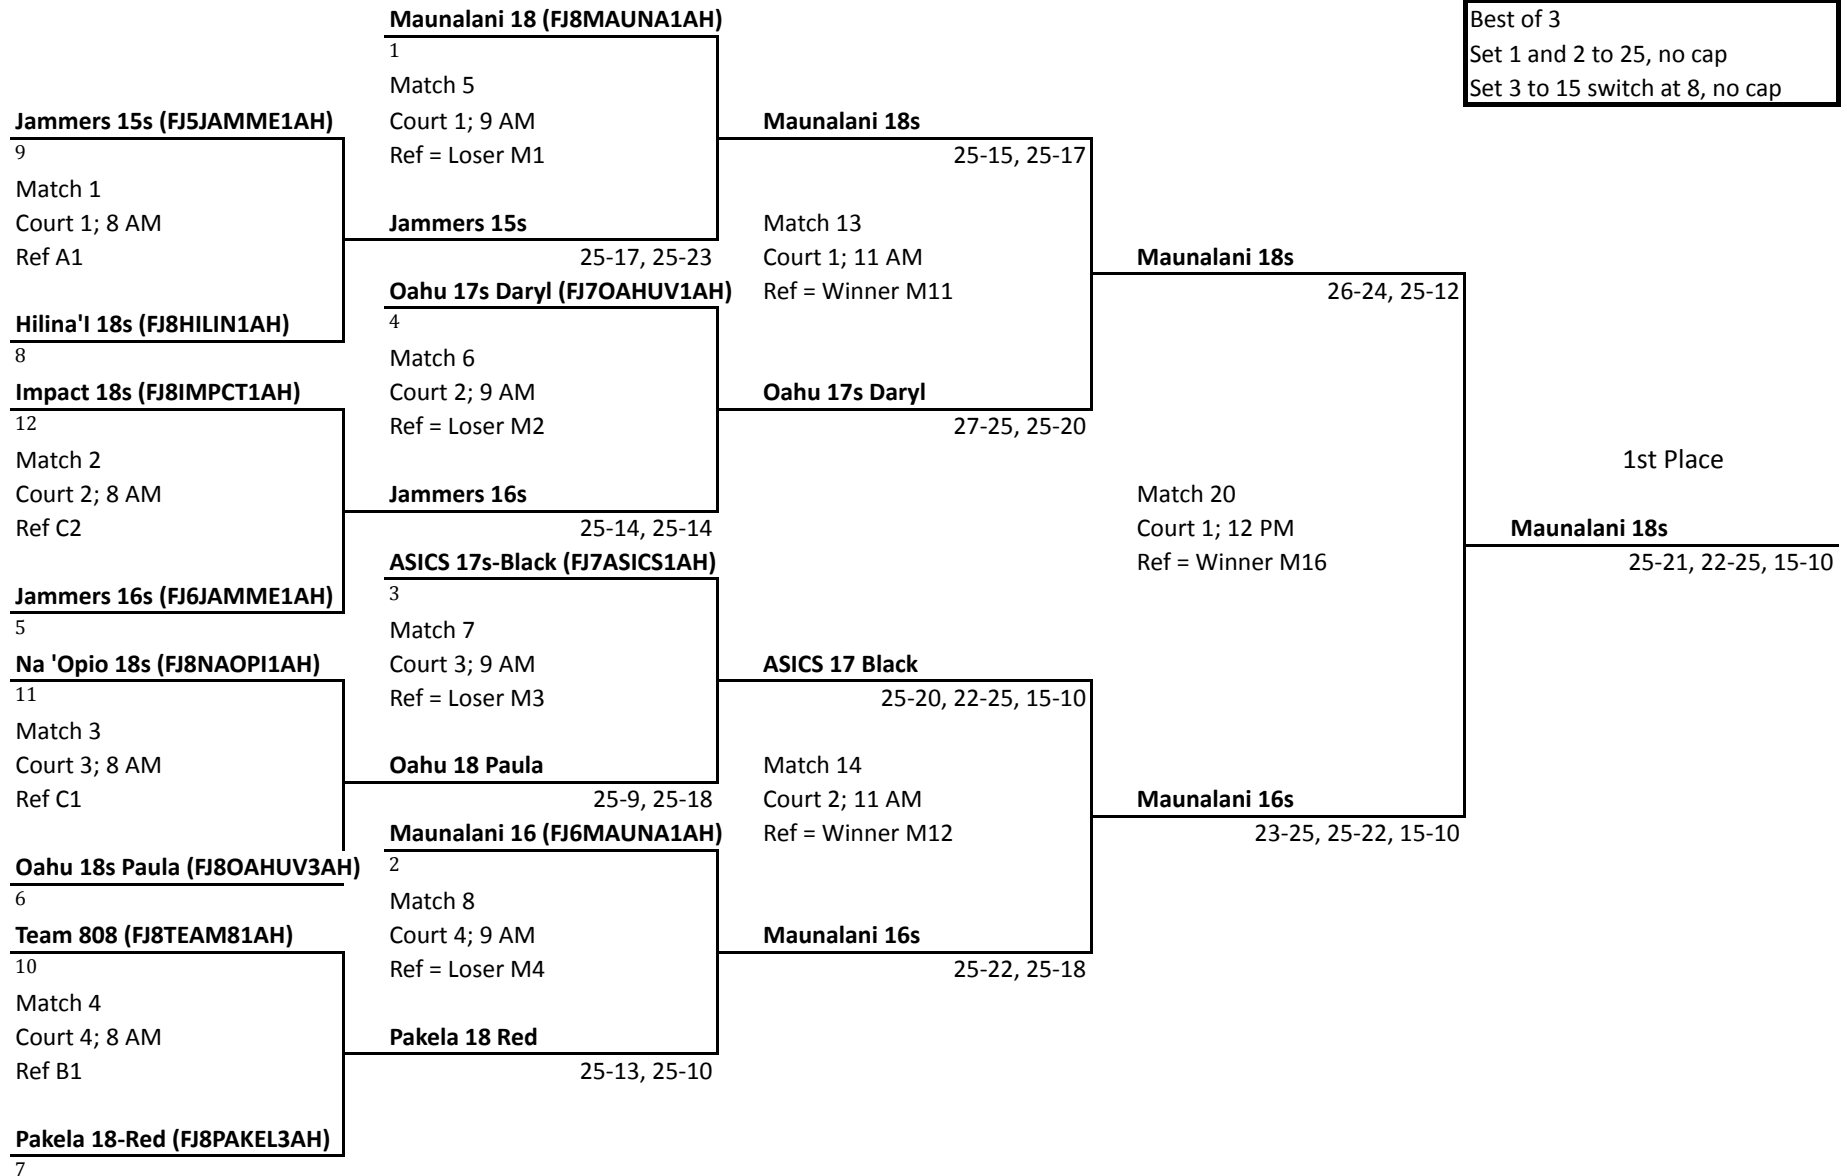 Maunalani 18 (FJ8MAUNA1AH)
1
Match 5
Court 1; 9 AM
Ref = Loser M1
Best of 3
Set 1 and 2 to 25, no cap
Set 3 to 15 switch at 8, no cap
Jammers 15s (FJ5JAMME1AH)
9
Match 1
Court 1; 8 AM
Ref A1
Hilina'I 18s (FJ8HILIN1AH)
8
Jammers 15s
25-17, 25-23
Maunalani 18s
25-15, 25-17
Match 13
Court 1; 11 AM
Ref = Winner M11
Oahu 17s Daryl (FJ7OAHUV1AH)
4
Match 6
Court 2; 9 AM
Ref = Loser M2
Impact 18s (FJ8IMPCT1AH)
12
Match 2
Court 2; 8 AM
Ref C2
Jammers 16s (FJ6JAMME1AH)
5
Jammers 16s
25-14, 25-14
Oahu 17s Daryl
27-25, 25-20
Maunalani 18s
26-24, 25-12
ASICS 17s-Black (FJ7ASICS1AH)
3
Match 7
Court 3; 9 AM
Ref = Loser M3
Na 'Opio 18s (FJ8NAOPI1AH)
11
Match 3
Court 3; 8 AM
Ref C1
Oahu 18s Paula (FJ8OAHUV3AH)
6
Oahu 18 Paula
25-9, 25-18
ASICS 17 Black
25-20, 22-25, 15-10
Match 14
Court 2; 11 AM
Ref = Winner M12
Maunalani 16 (FJ6MAUNA1AH)
2
Match 8
Court 4; 9 AM
Ref = Loser M4
Team 808 (FJ8TEAM81AH)
10
Match 4
Court 4; 8 AM
Ref B1
Pakela 18-Red (FJ8PAKEL3AH)
7
Pakela 18 Red
25-13, 25-10
Maunalani 16s
25-22, 25-18
Maunalani 16s
23-25, 25-22, 15-10
Match 20
Court 1; 12 PM
Ref = Winner M16
1st Place
Maunalani 18s
25-21, 22-25, 15-10